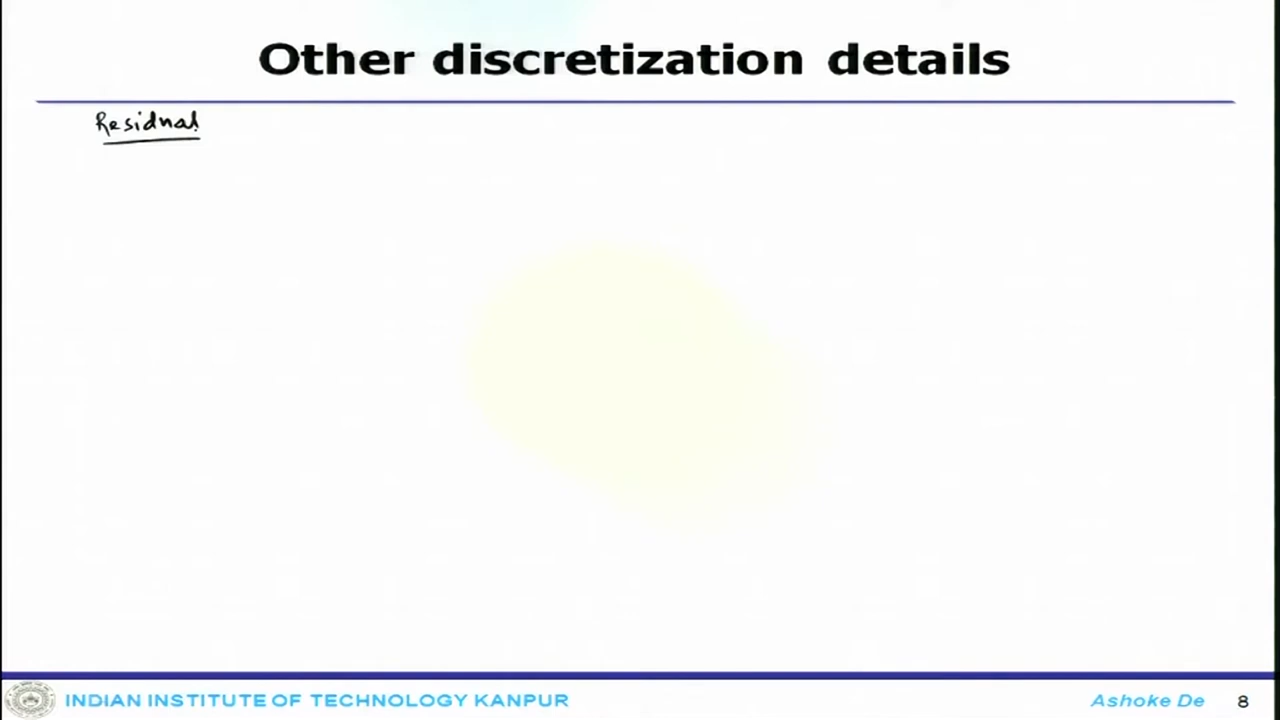 Other discretization details
Residual
INDIAN INSTITUTE OF TECHNOLOGY KANPUR
Ashoke De
8